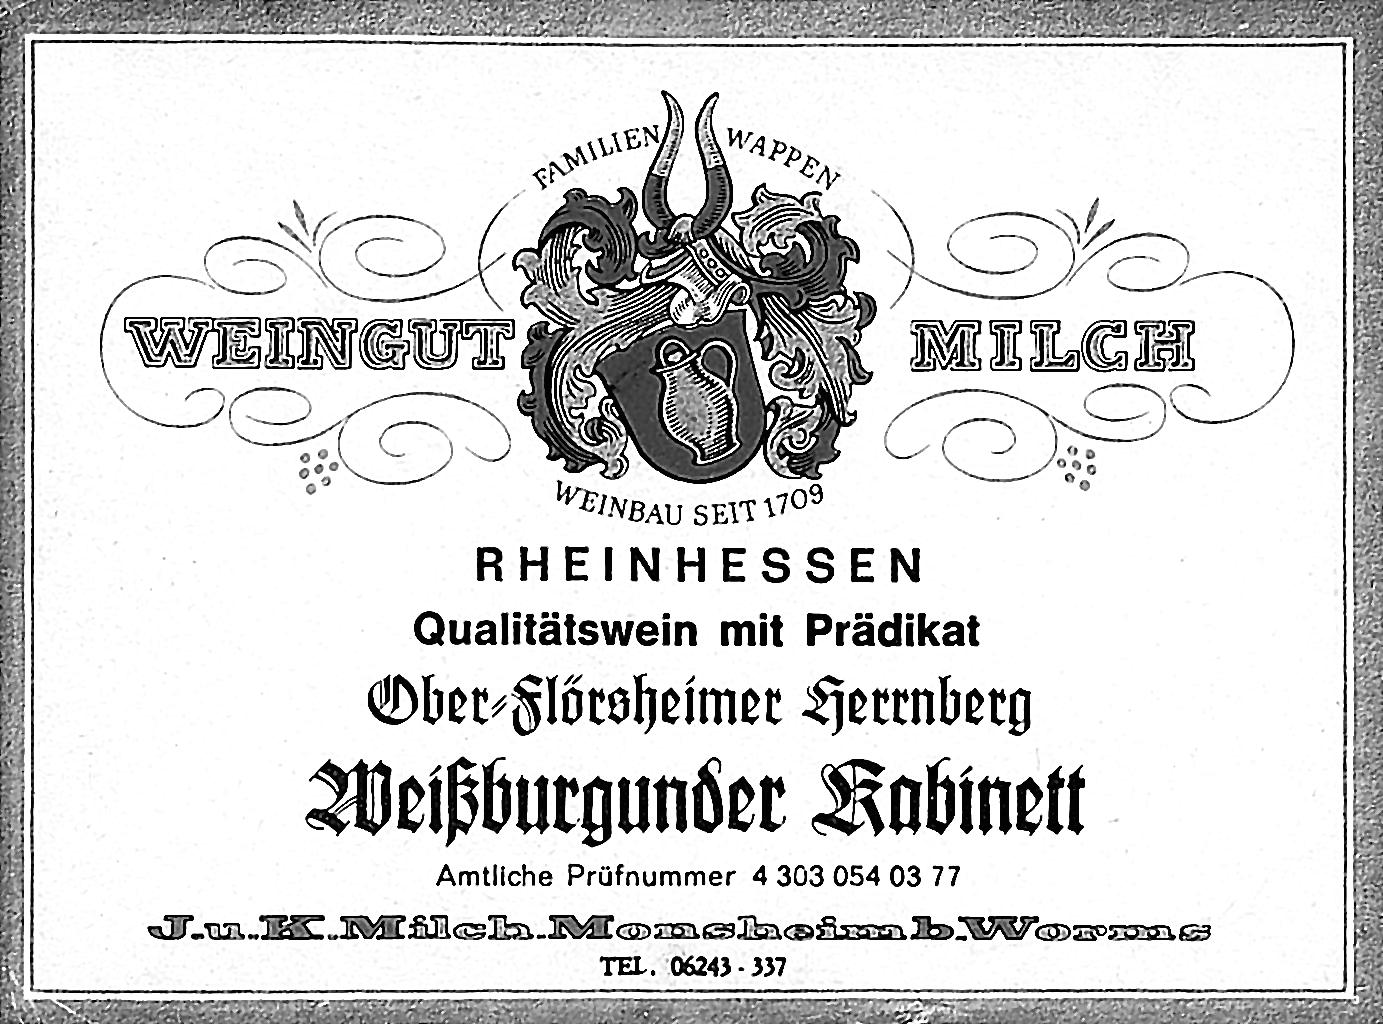 FAMILIEN WAPPEN
WEINGUT MILCH
WEINBAU SEIT 1709
RHEINHESSEN
Qualitätswein mit Prädikat
Ober-Flörsheimer Herrnberg
Weißburgunder Kabinett
Amtliche Prüfnummer 4 303 054 03 77
J.u.K.Milch.Monsheim b.Worms
TEL. 06243 - 337